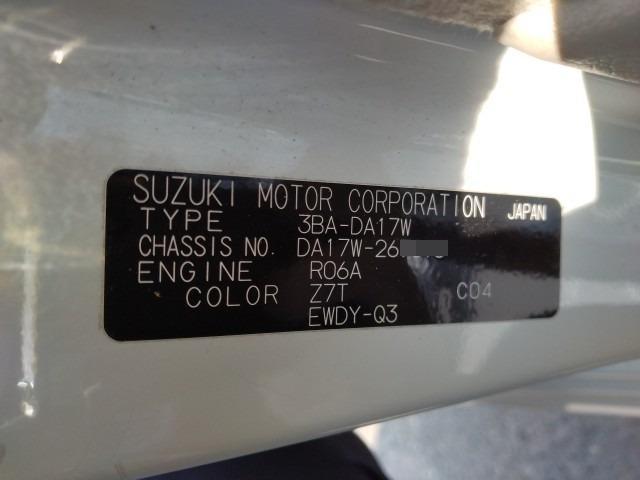 SUZUKI MOTOR CORPORATION JAPAN
TYPE 3BA-DA17W
CHASSIS NO. DA17W-26
ENGINE R06A
COLOR Z7T C04
EWDY-Q3